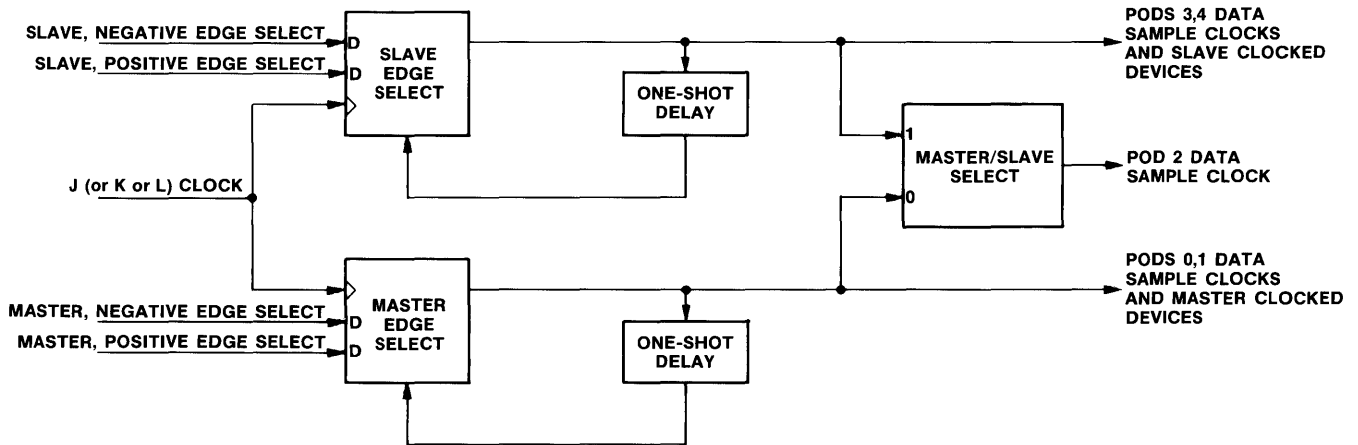 SLAVE, NEGATIVE EDGE SELECT
SLAVE, POSITIVE EDGE SELECT
D
D
SLAVE
EDGE
SELECT
ONE-SHOT
DELAY
PODS 3,4 DATA
SAMPLE CLOCKS
AND SLAVE CLOCKED
DEVICES
J (or K or L) CLOCK
1
MASTER/SLAVE
SELECT
0
POD 2 DATA
SAMPLE CLOCK
MASTER, NEGATIVE EDGE SELECT
MASTER, POSITIVE EDGE SELECT
D
D
MASTER
EDGE
SELECT
ONE-SHOT
DELAY
PODS 0,1 DATA
SAMPLE CLOCKS
AND MASTER CLOCKED
DEVICES